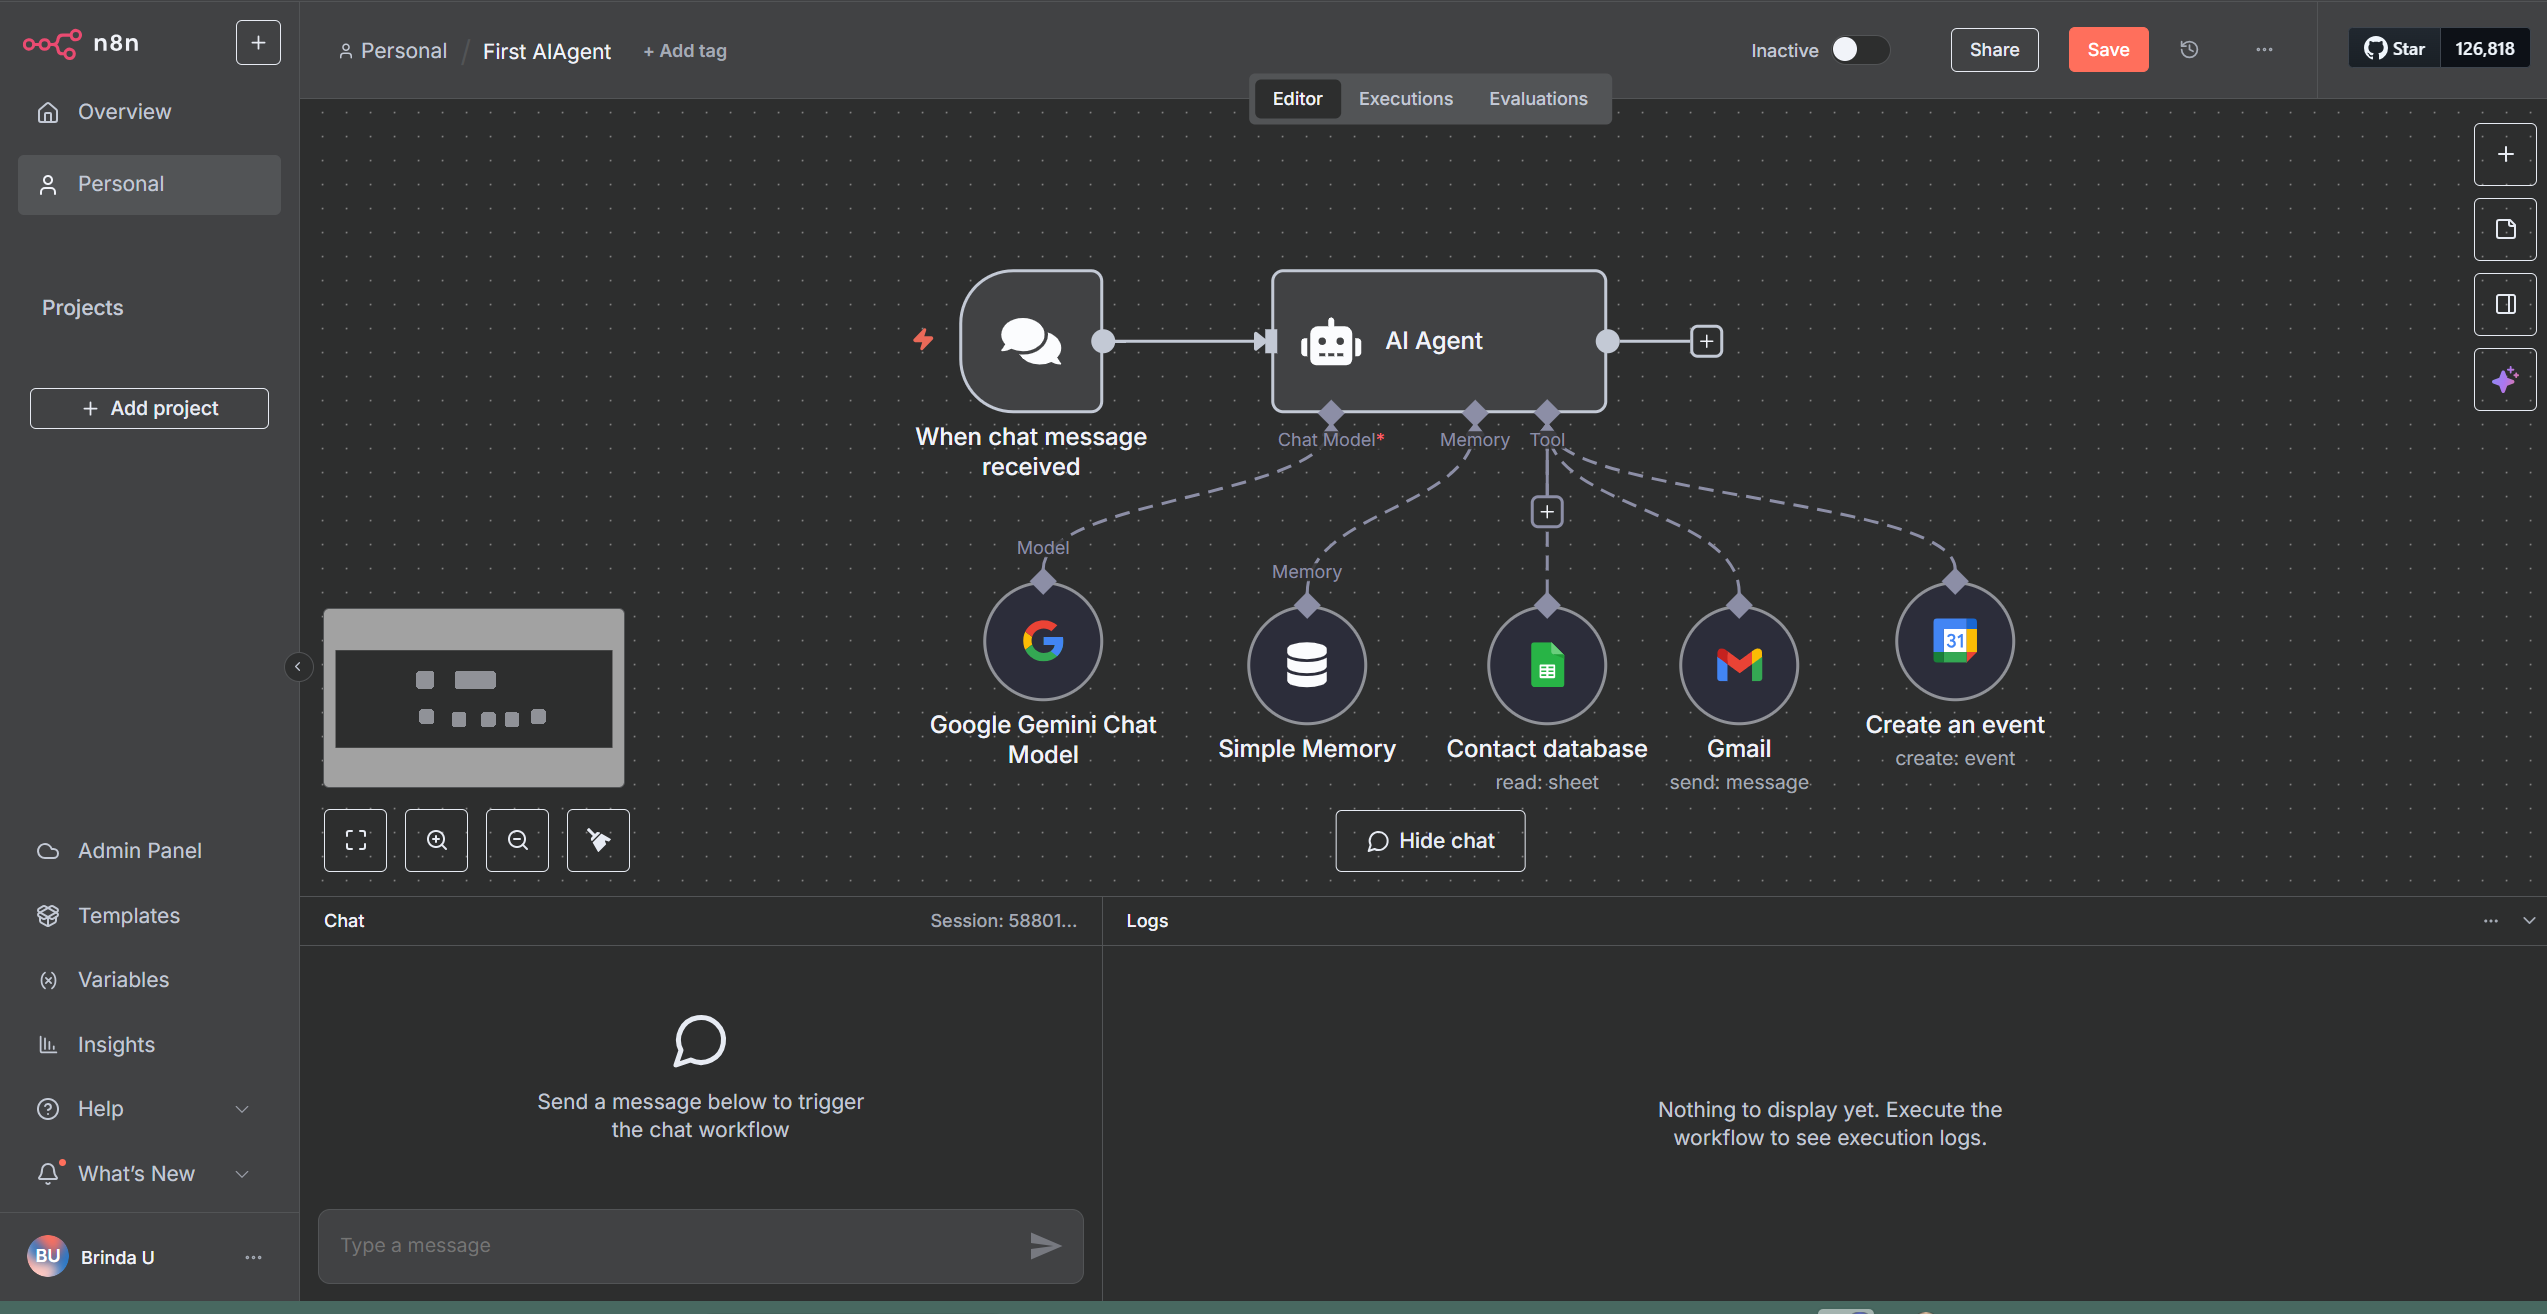 n8n
Overview
Personal
Projects
Add project
Admin Panel
Templates
Variables
Insights
Help
What's New
BU
Brinda U
Personal / First AIAgent + Add tag
Inactive
Share
Save
Star 126,818
Editor Executions Evaluations
When chat message
received
AI Agent
Chat Model*
Memory
Tool
Model
Memory
Google Gemini Chat
Model
Simple Memory
Contact database
read: sheet
Gmail
send: message
31
Create an event
create: event
Hide chat
Chat
Session: 58801...
Send a message below to trigger
the chat workflow
Type a message
Logs
Nothing to display yet. Execute the
workflow to see execution logs.